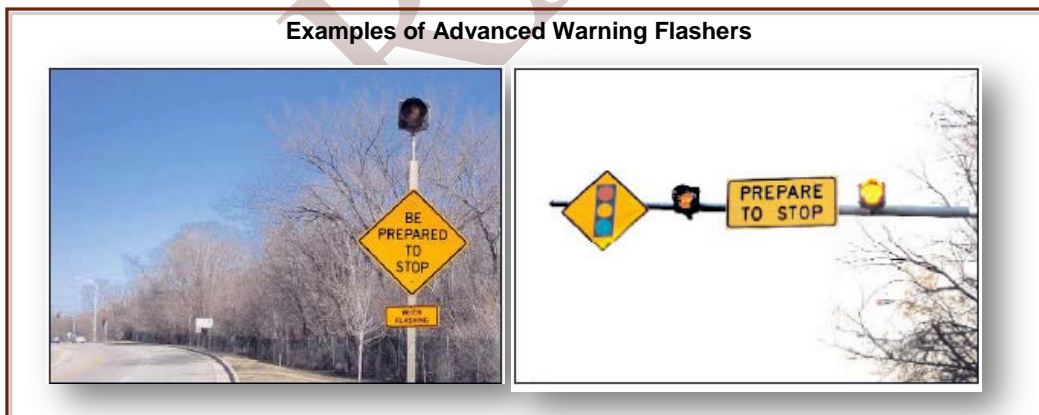 Examples of Advanced Warning Flashers
BE
PREPARED
TO
STOP
WHEN
FLASHING
PREPARE
TO STOP